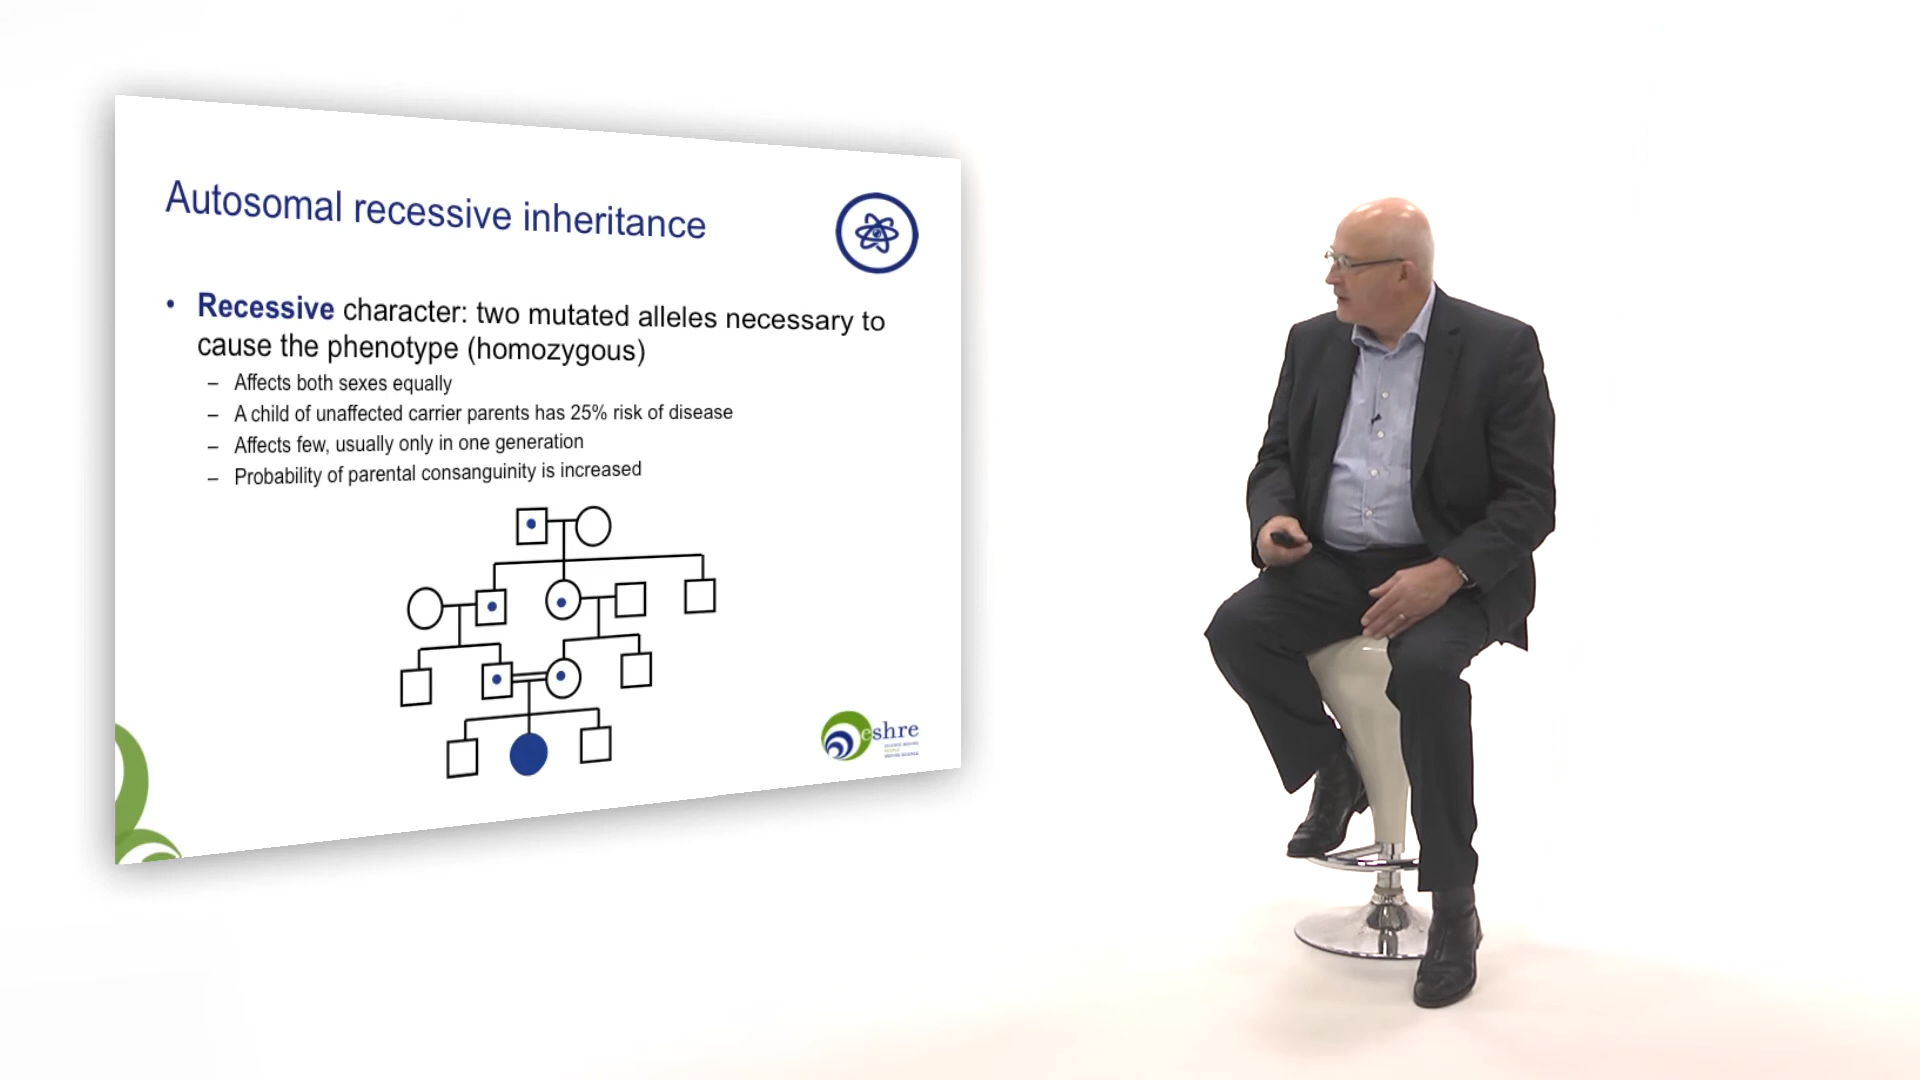 Autosomal recessive inheritance
• Recessive character: two mutated alleles necessary to
cause the phenotype (homozygous)
– Affects both sexes equally
– A child of unaffected carrier parents has 25% risk of disease
– Affects few, usually only in one generation
– Probability of parental consanguinity is increased
eshre